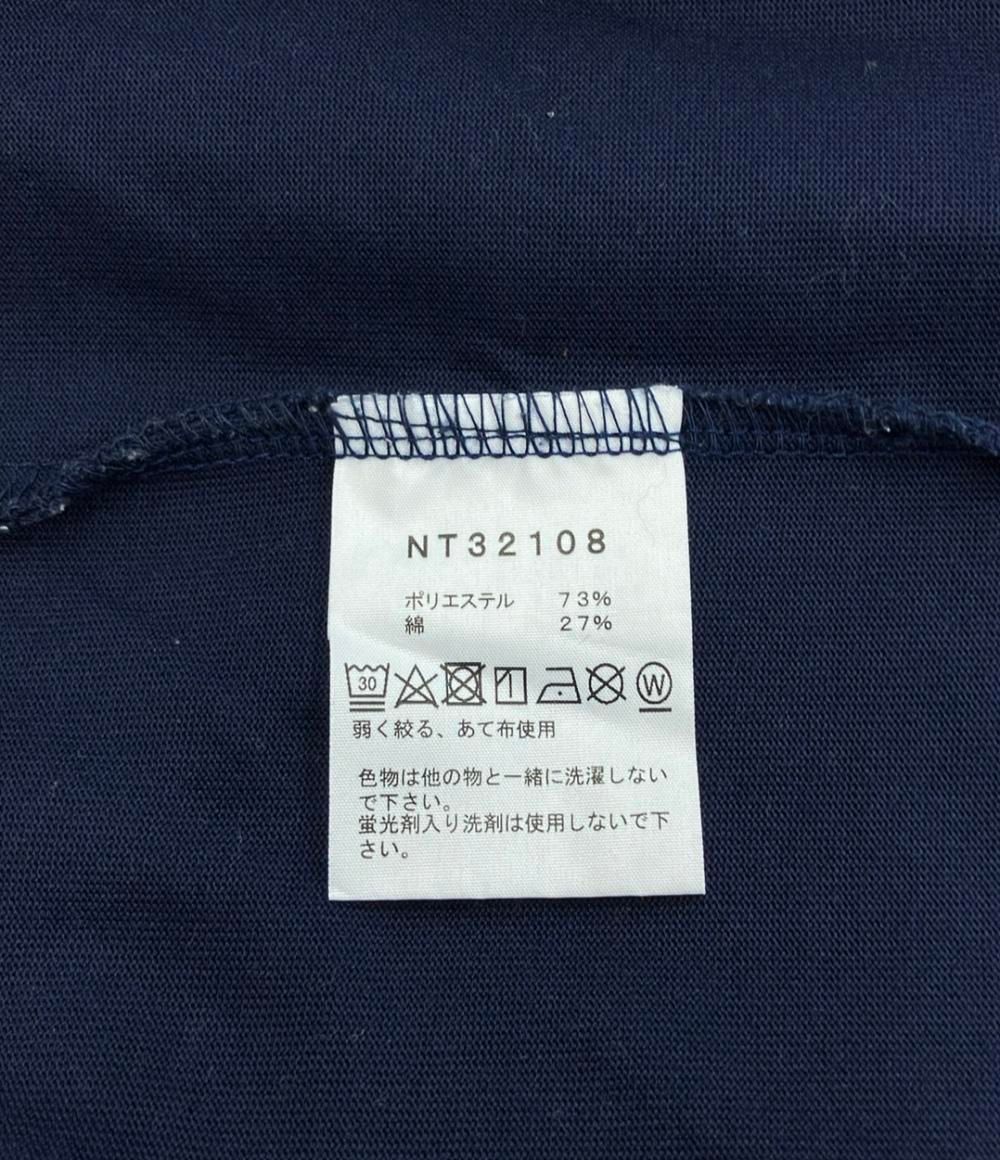 NT32108
ポリエステル 73%
綿 27%
30 W
弱く絞る、あて布使用
色物は他の物と一緒に洗濯しない
で下さい。
蛍光剤入り洗剤は使用しないで下
さい。